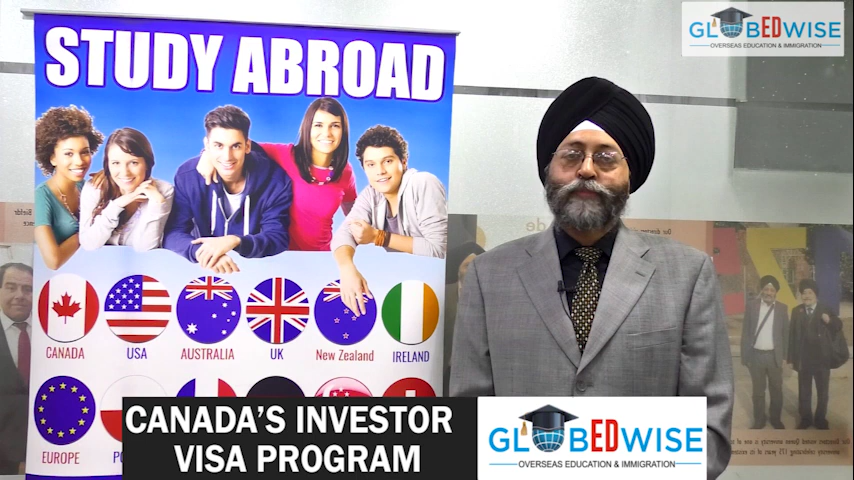 GLOBEDWISE
OVERSEAS EDUCATION & IMMIGRATION
STUDY ABROAD
CANADA
USA
AUSTRALIA
UK
New Zealand
IRELAND
EUROPE
CANADA'S INVESTOR
VISA PROGRAM
GLOBEDWISE
OVERSEAS EDUCATION & IMMIGRATION